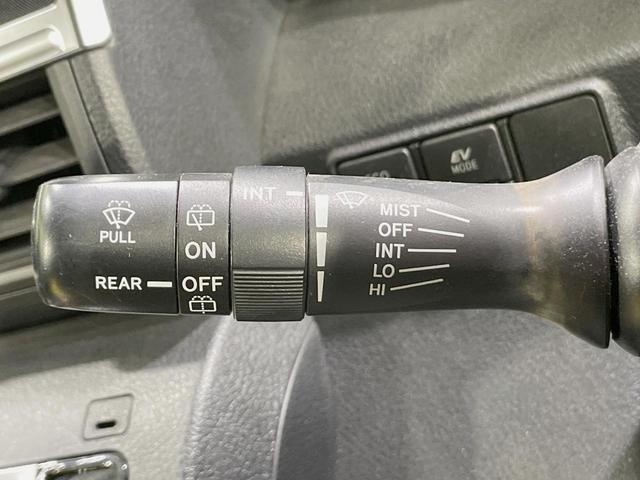 PULL
REAR
ON
OFF
INT
MIST
OFF
INT
LO
HI
EV
MODE